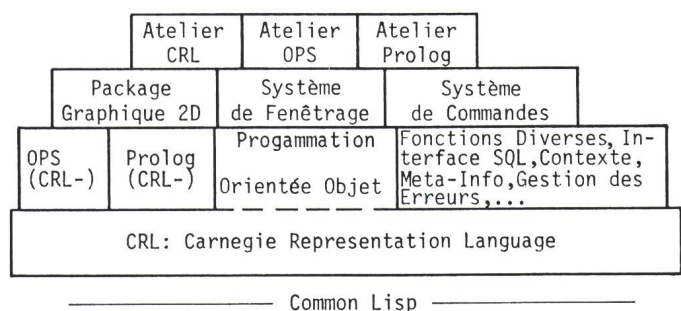 Atelier
CRL
Atelier
OPS
Atelier
Prolog
Package
Graphique 2D
Système
de Fenêtrage
Système
de Commandes
OPS
(CRL-)
Prolog
(CRL-)
Progammation
Orientée Objet
Fonctions Diverses, In-
terface SQL,Contexte,
Meta-Info,Gestion des
Erreurs,...
CRL: Carnegie Representation Language
Common Lisp